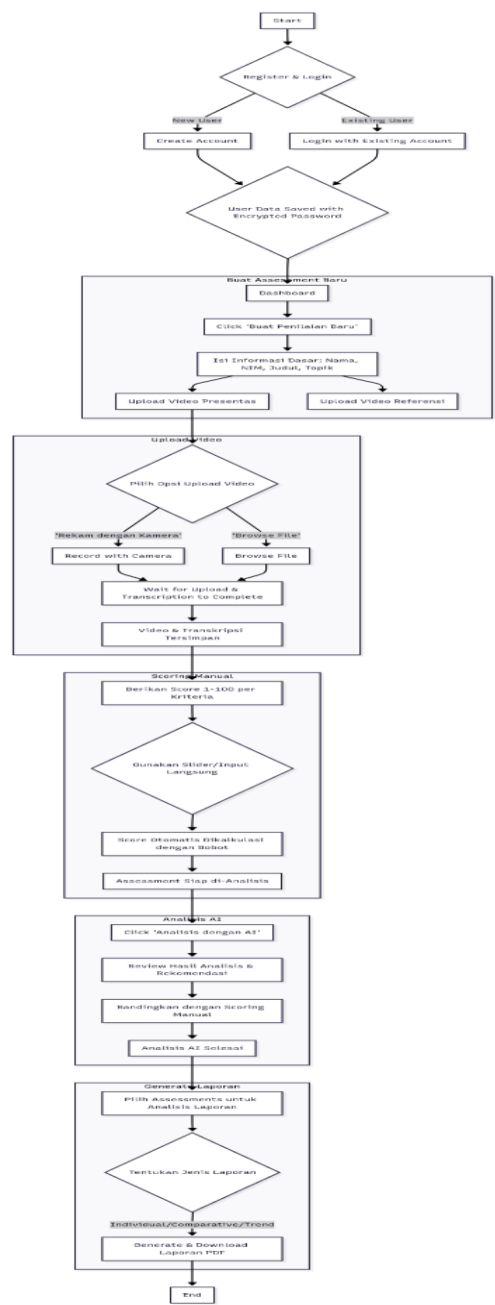 Start
Register & Login
New User
Existing User
Create Account
Login with Existing Account
User Data Saved with
Encrypted Password
Buat Assessment Baru
Dashboard
Click 'Buat Penilaian Baru'
Isi Informasi Dasar: Nama,
NIM, Judul, Topik
Upload Video Presentas
Upload Video Referensi
Upload Video
Pilih Opsi Upload Video
'Rekam dengan Kamera'
'Browse File'
Record with Camera
Browse File
Wait for Upload &
Transcription to Complete
Video & Transkripsi
Tersimpan
Scoring Manual
Berikan Score 1-100 per
Kriteria
Gunakan Slider/Input
Langsung
Score Otomatis Dikalkulasi
dengan Bobot
Assessment Siap di-Analisis
Analisis AI
Click 'Analisis dengan AI'
Review Hasil Analisis &
Rekomendasi
Bandingkan dengan Scoring
Manual
Analisis AI Selesai
Generate Laporan
Pilih Assessments untuk
Analisis Laporan
Tentukan Jenis Laporan
Individual/Comparative/Trend
Generate & Download
Laporan PDF
End